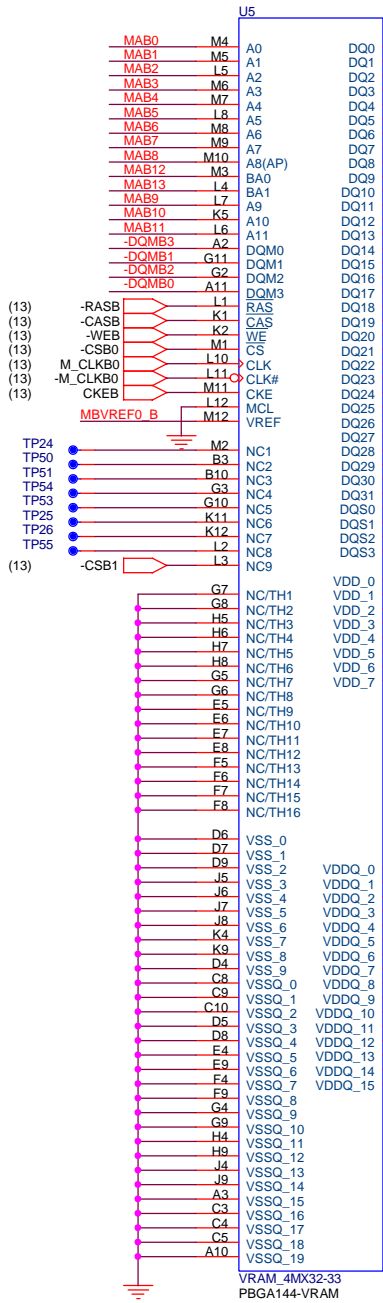 U5
MAB0 M4 A0 DQ0
MAB1 M5 A1 DQ1
MAB2 L5 A2 DQ2
MAB3 M6 A3 DQ3
MAB4 M7 A4 DQ4
MAB5 L8 A5 DQ5
MAB6 M8 A6 DQ6
MAB7 M9 A7 DQ7
MAB8 M10 A8(AP) DQ8
MAB12 M3 BA0 DQ9
MAB13 L4 BA1 DQ10
MAB9 L7 A9 DQ11
MAB10 K5 A10 DQ12
MAB11 L6 A11 DQ13
-DQMB3 A2 DQM0 DQ14
-DQMB1 G11 DQM1 DQ15
-DQMB2 G2 DQM2 DQ16
-DQMB0 A11 DQM3 DQ17
(13) -RASB L1 RAS DQ18
(13) -CASB K1 CAS DQ19
(13) -WEB K2 WE DQ20
(13) -CSB0 M1 CS DQ21
(13) M_CLKB0 L10 CLK DQ22
(13) -M_CLKB0 L11 CLK# DQ23
(13) CKEB M11 CKE DQ24
L12 MCL DQ25
MBVREF0_B M12 VREF DQ26
DQ27
TP24 M2 NC1 DQ28
TP50 B3 NC2 DQ29
TP51 B10 NC3 DQ30
TP54 G3 NC4 DQ31
TP53 G10 NC5 DQS0
TP25 K11 NC6 DQS1
TP26 K12 NC7 DQS2
TP55 L2 NC8 DQS3
(13) -CSB1 L3 NC9
VDD_0
G7 NC/TH1 VDD_1
G8 NC/TH2 VDD_2
H5 NC/TH3 VDD_3
H6 NC/TH4 VDD_4
H7 NC/TH5 VDD_5
H8 NC/TH6 VDD_6
G5 NC/TH7 VDD_7
G6 NC/TH8
E5 NC/TH9
E6 NC/TH10
E7 NC/TH11
E8 NC/TH12
F5 NC/TH13
F6 NC/TH14
F7 NC/TH15
F8 NC/TH16
D6 VSS_0
D7 VSS_1
D9 VSS_2 VDDQ_0
J5 VSS_3 VDDQ_1
J6 VSS_4 VDDQ_2
J7 VSS_5 VDDQ_3
J8 VSS_6 VDDQ_4
K4 VSS_7 VDDQ_5
K9 VSS_8 VDDQ_6
D4 VSS_9 VDDQ_7
C8 VSSQ_0 VDDQ_8
C9 VSSQ_1 VDDQ_9
C10 VSSQ_2 VDDQ_10
D5 VSSQ_3 VDDQ_11
D8 VSSQ_4 VDDQ_12
E4 VSSQ_5 VDDQ_13
E9 VSSQ_6 VDDQ_14
F4 VSSQ_7 VDDQ_15
F9 VSSQ_8
G4 VSSQ_9
G9 VSSQ_10
H4 VSSQ_11
H9 VSSQ_12
J4 VSSQ_13
J9 VSSQ_14
A3 VSSQ_15
C3 VSSQ_16
C4 VSSQ_17
C5 VSSQ_18
A10 VSSQ_19
VRAM_4MX32-33
PBGA144-VRAM